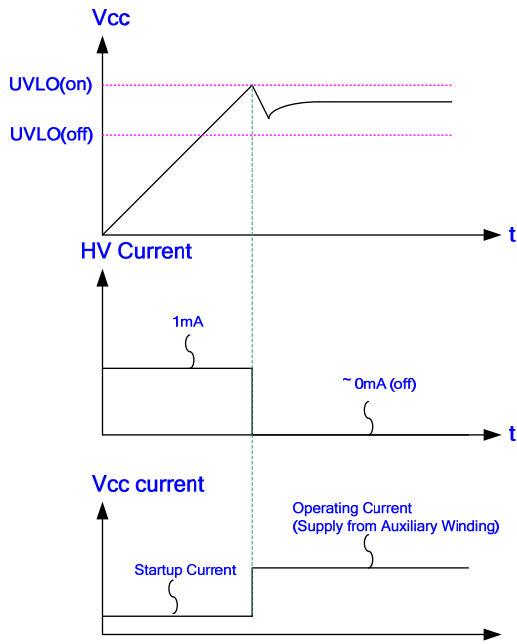 Vcc
UVLO(on)
UVLO(off)
t
HV Current
1mA
~ 0mA (off)
t
Vcc current
Operating Current
(Supply from Auxiliary Winding)
Startup Current